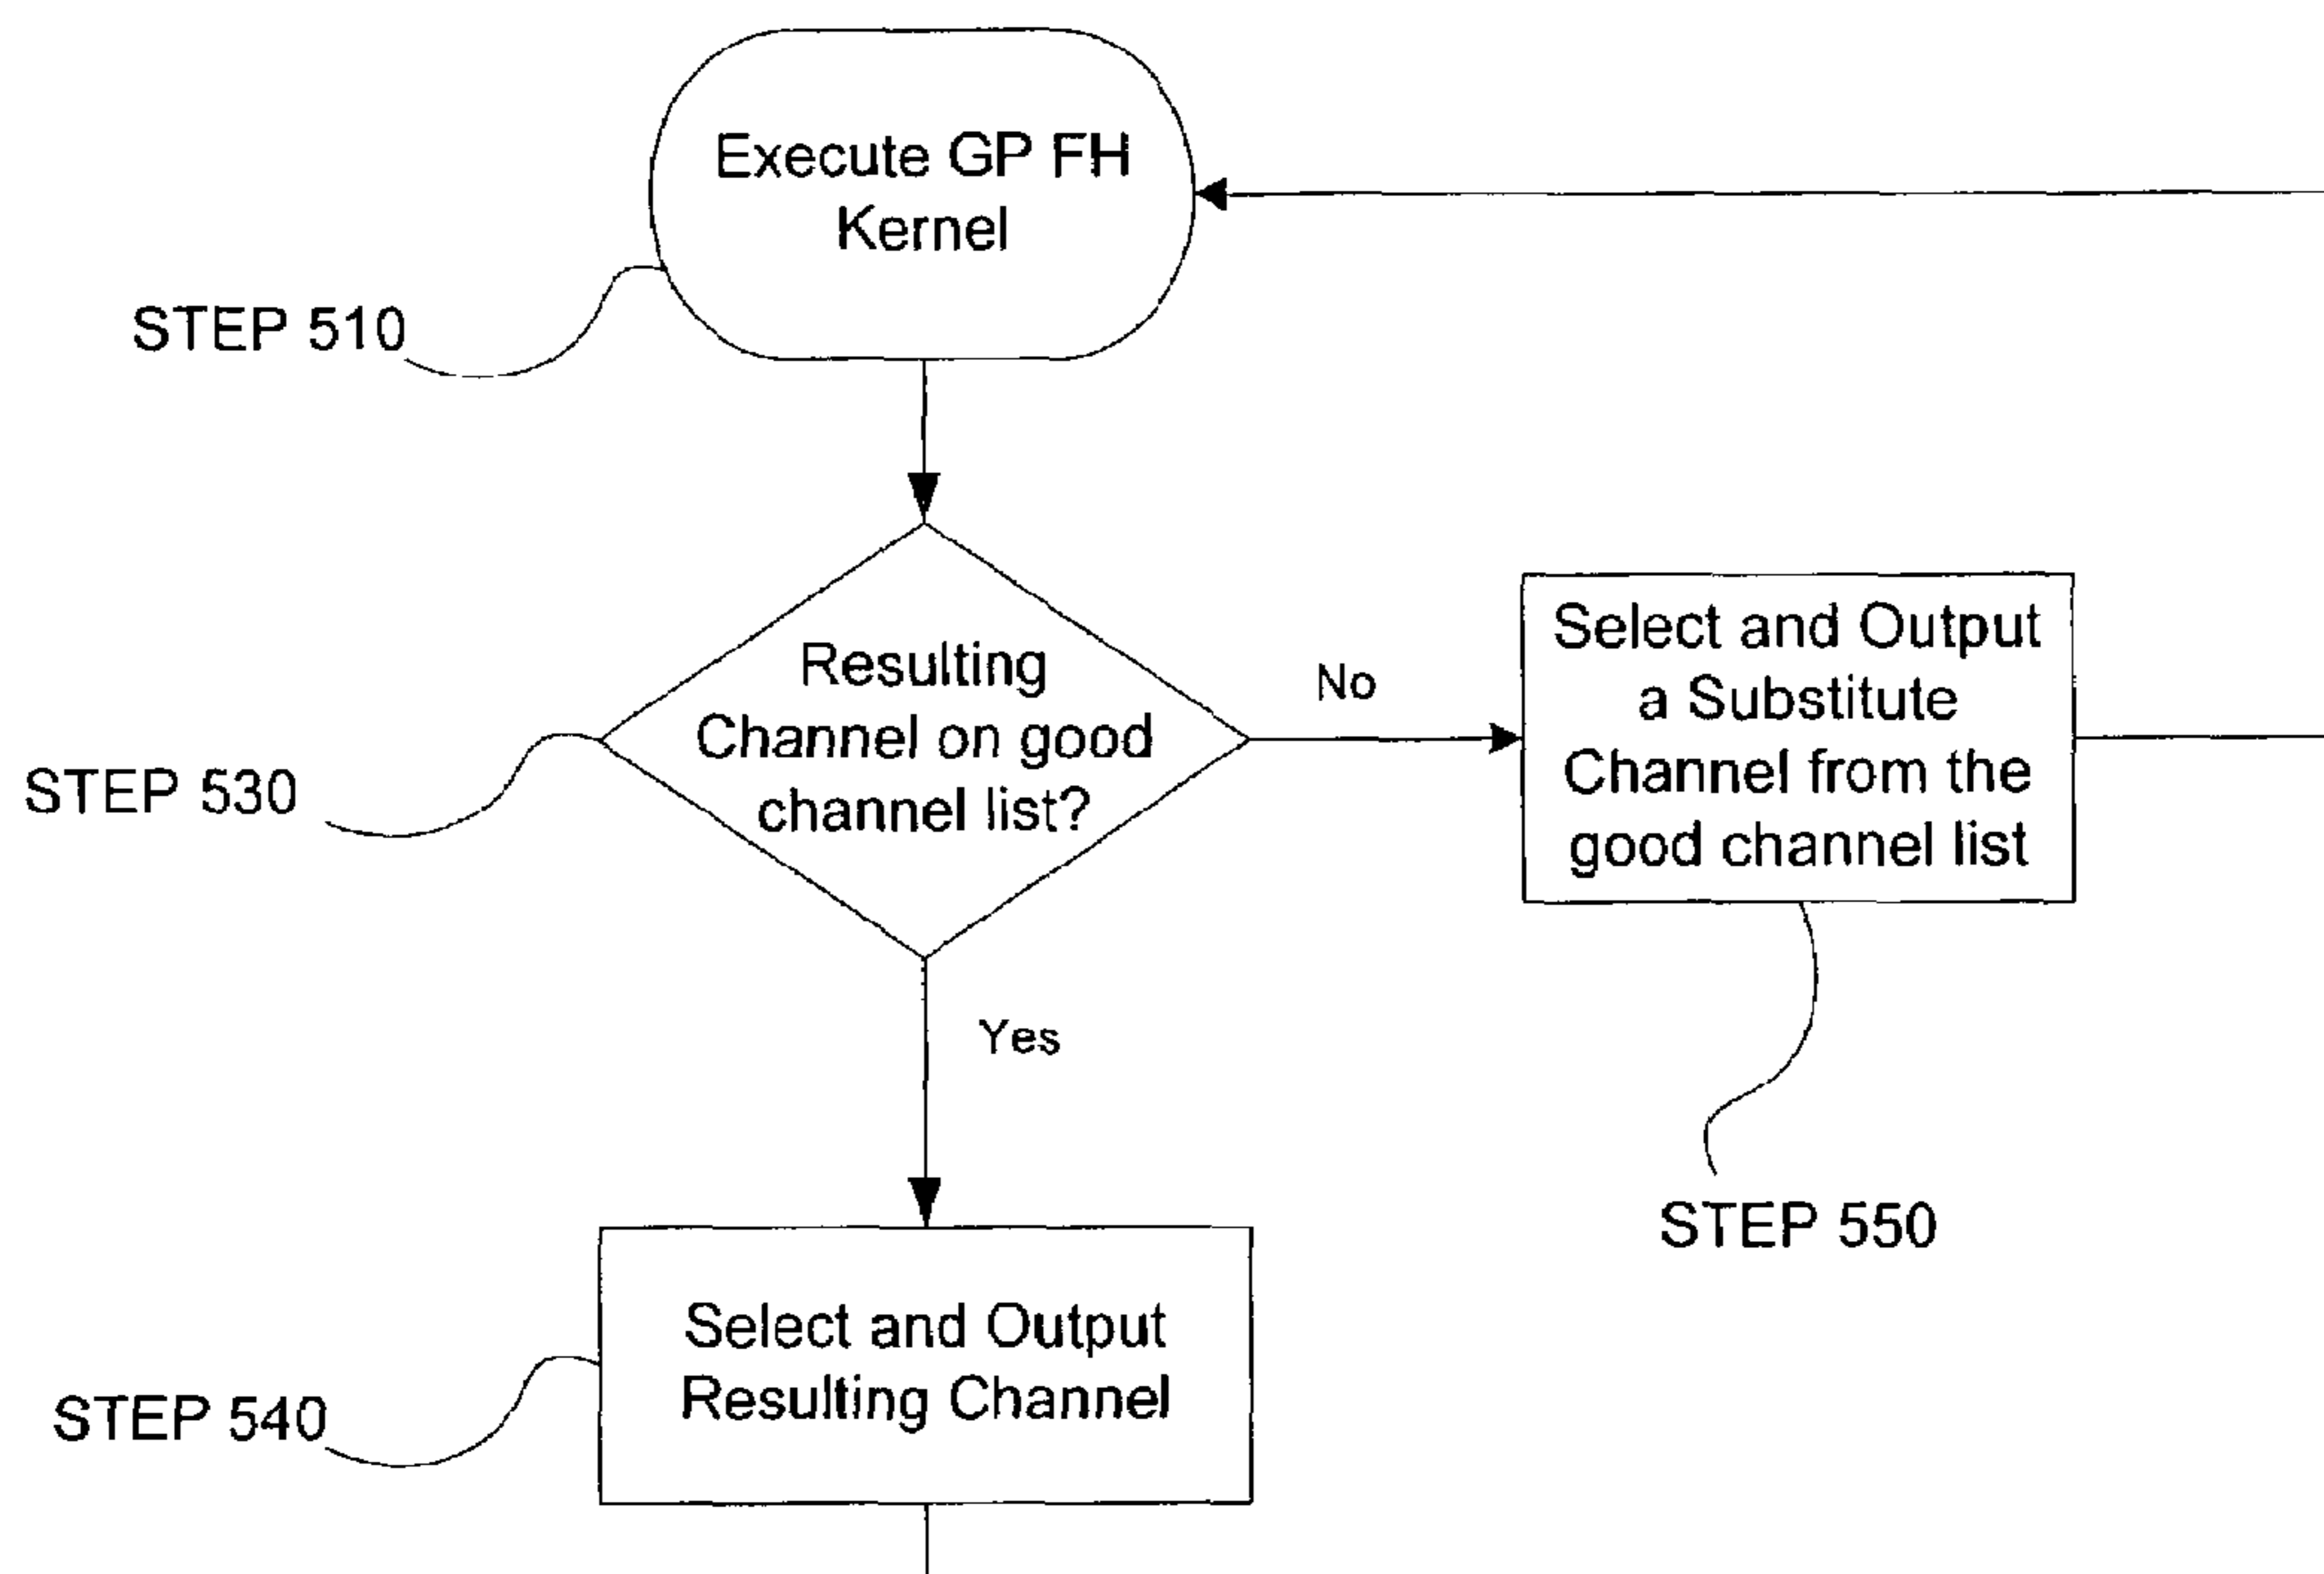 Execute GP FH
Kernel
STEP 510
Resulting
Channel on good
channel list?
STEP 530
No
Select and Output
a Substitute
Channel from the
good channel list
STEP 550
Yes
Select and Output
Resulting Channel
STEP 540